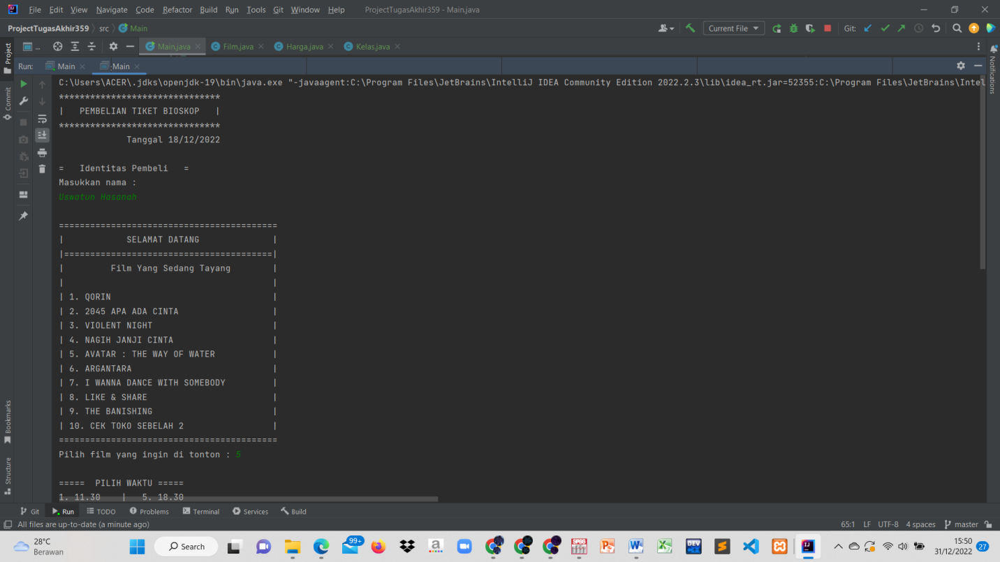 File Edit View Navigate Code Refactor Build Run Tools Git Window Help ProjectTugasAkhir359 - Main.java
ProjectTugasAkhir359 src Main Current File Git:
Project ... Main.java Film.java Harga.java Kelas.java
Run: Main Main
Notifications
Commit
Bookmarks
Structure
C:\Users\ACER\.jdks\openjdk-19\bin\java.exe "-javaagent:C:\Program Files\JetBrains\IntelliJ IDEA Community Edition 2022.2.3\lib\idea_rt.jar=52355:C:\Program Files\JetBrains\Intel
*******************************
|   PEMBELIAN TIKET BIOSKOP   |
*******************************
Tanggal 18/12/2022
=   Identitas Pembeli   =
Masukkan nama :
Uswatun Hasanah
==========================================
|            SELAMAT DATANG              |
|========================================|
|         Film Yang Sedang Tayang        |
|                                        |
| 1. QORIN                               |
| 2. 2045 APA ADA CINTA                  |
| 3. VIOLENT NIGHT                       |
| 4. NAGIH JANJI CINTA                   |
| 5. AVATAR : THE WAY OF WATER           |
| 6. ARGANTARA                           |
| 7. I WANNA DANCE WITH SOMEBODY         |
| 8. LIKE & SHARE                        |
| 9. THE BANISHING                       |
| 10. CEK TOKO SEBELAH 2                 |
==========================================
Pilih film yang ingin di tonton : 5
=====  PILIH WAKTU =====
1. 11.30    |   5. 18.30
Git Run TODO Problems Terminal Services Build
All files are up-to-date (a minute ago) 65:1 LF UTF-8 4 spaces master
28°C
Berawan
Search
99+
15:50
31/12/2022
27